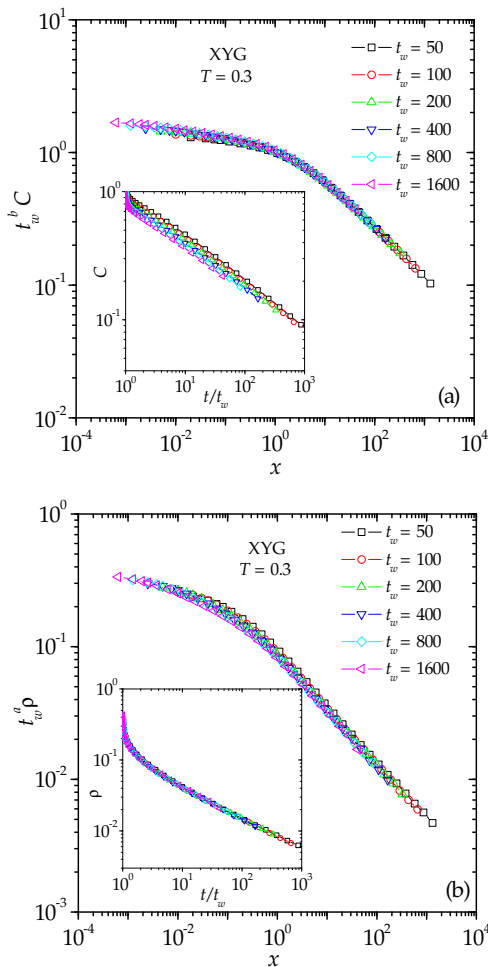 10^1
XYG
T = 0.3
t_w = 50
t_w = 100
t_w = 200
t_w = 400
t_w = 800
t_w = 1600
10^0
t_w^b C
10^0
C
10^-1
10^0 10^1 10^2 10^3
t/t_w
10^-1
(a)
10^-2
10^-4 10^-2 10^0 10^2 10^4
x
10^0
XYG
T = 0.3
t_w = 50
t_w = 100
t_w = 200
t_w = 400
t_w = 800
t_w = 1600
10^-1
t_w^a ρ
10^0
10^-1
ρ
10^-2
10^0 10^1 10^2 10^3
t/t_w
10^-2
(b)
10^-3
10^-4 10^-2 10^0 10^2 10^4
x